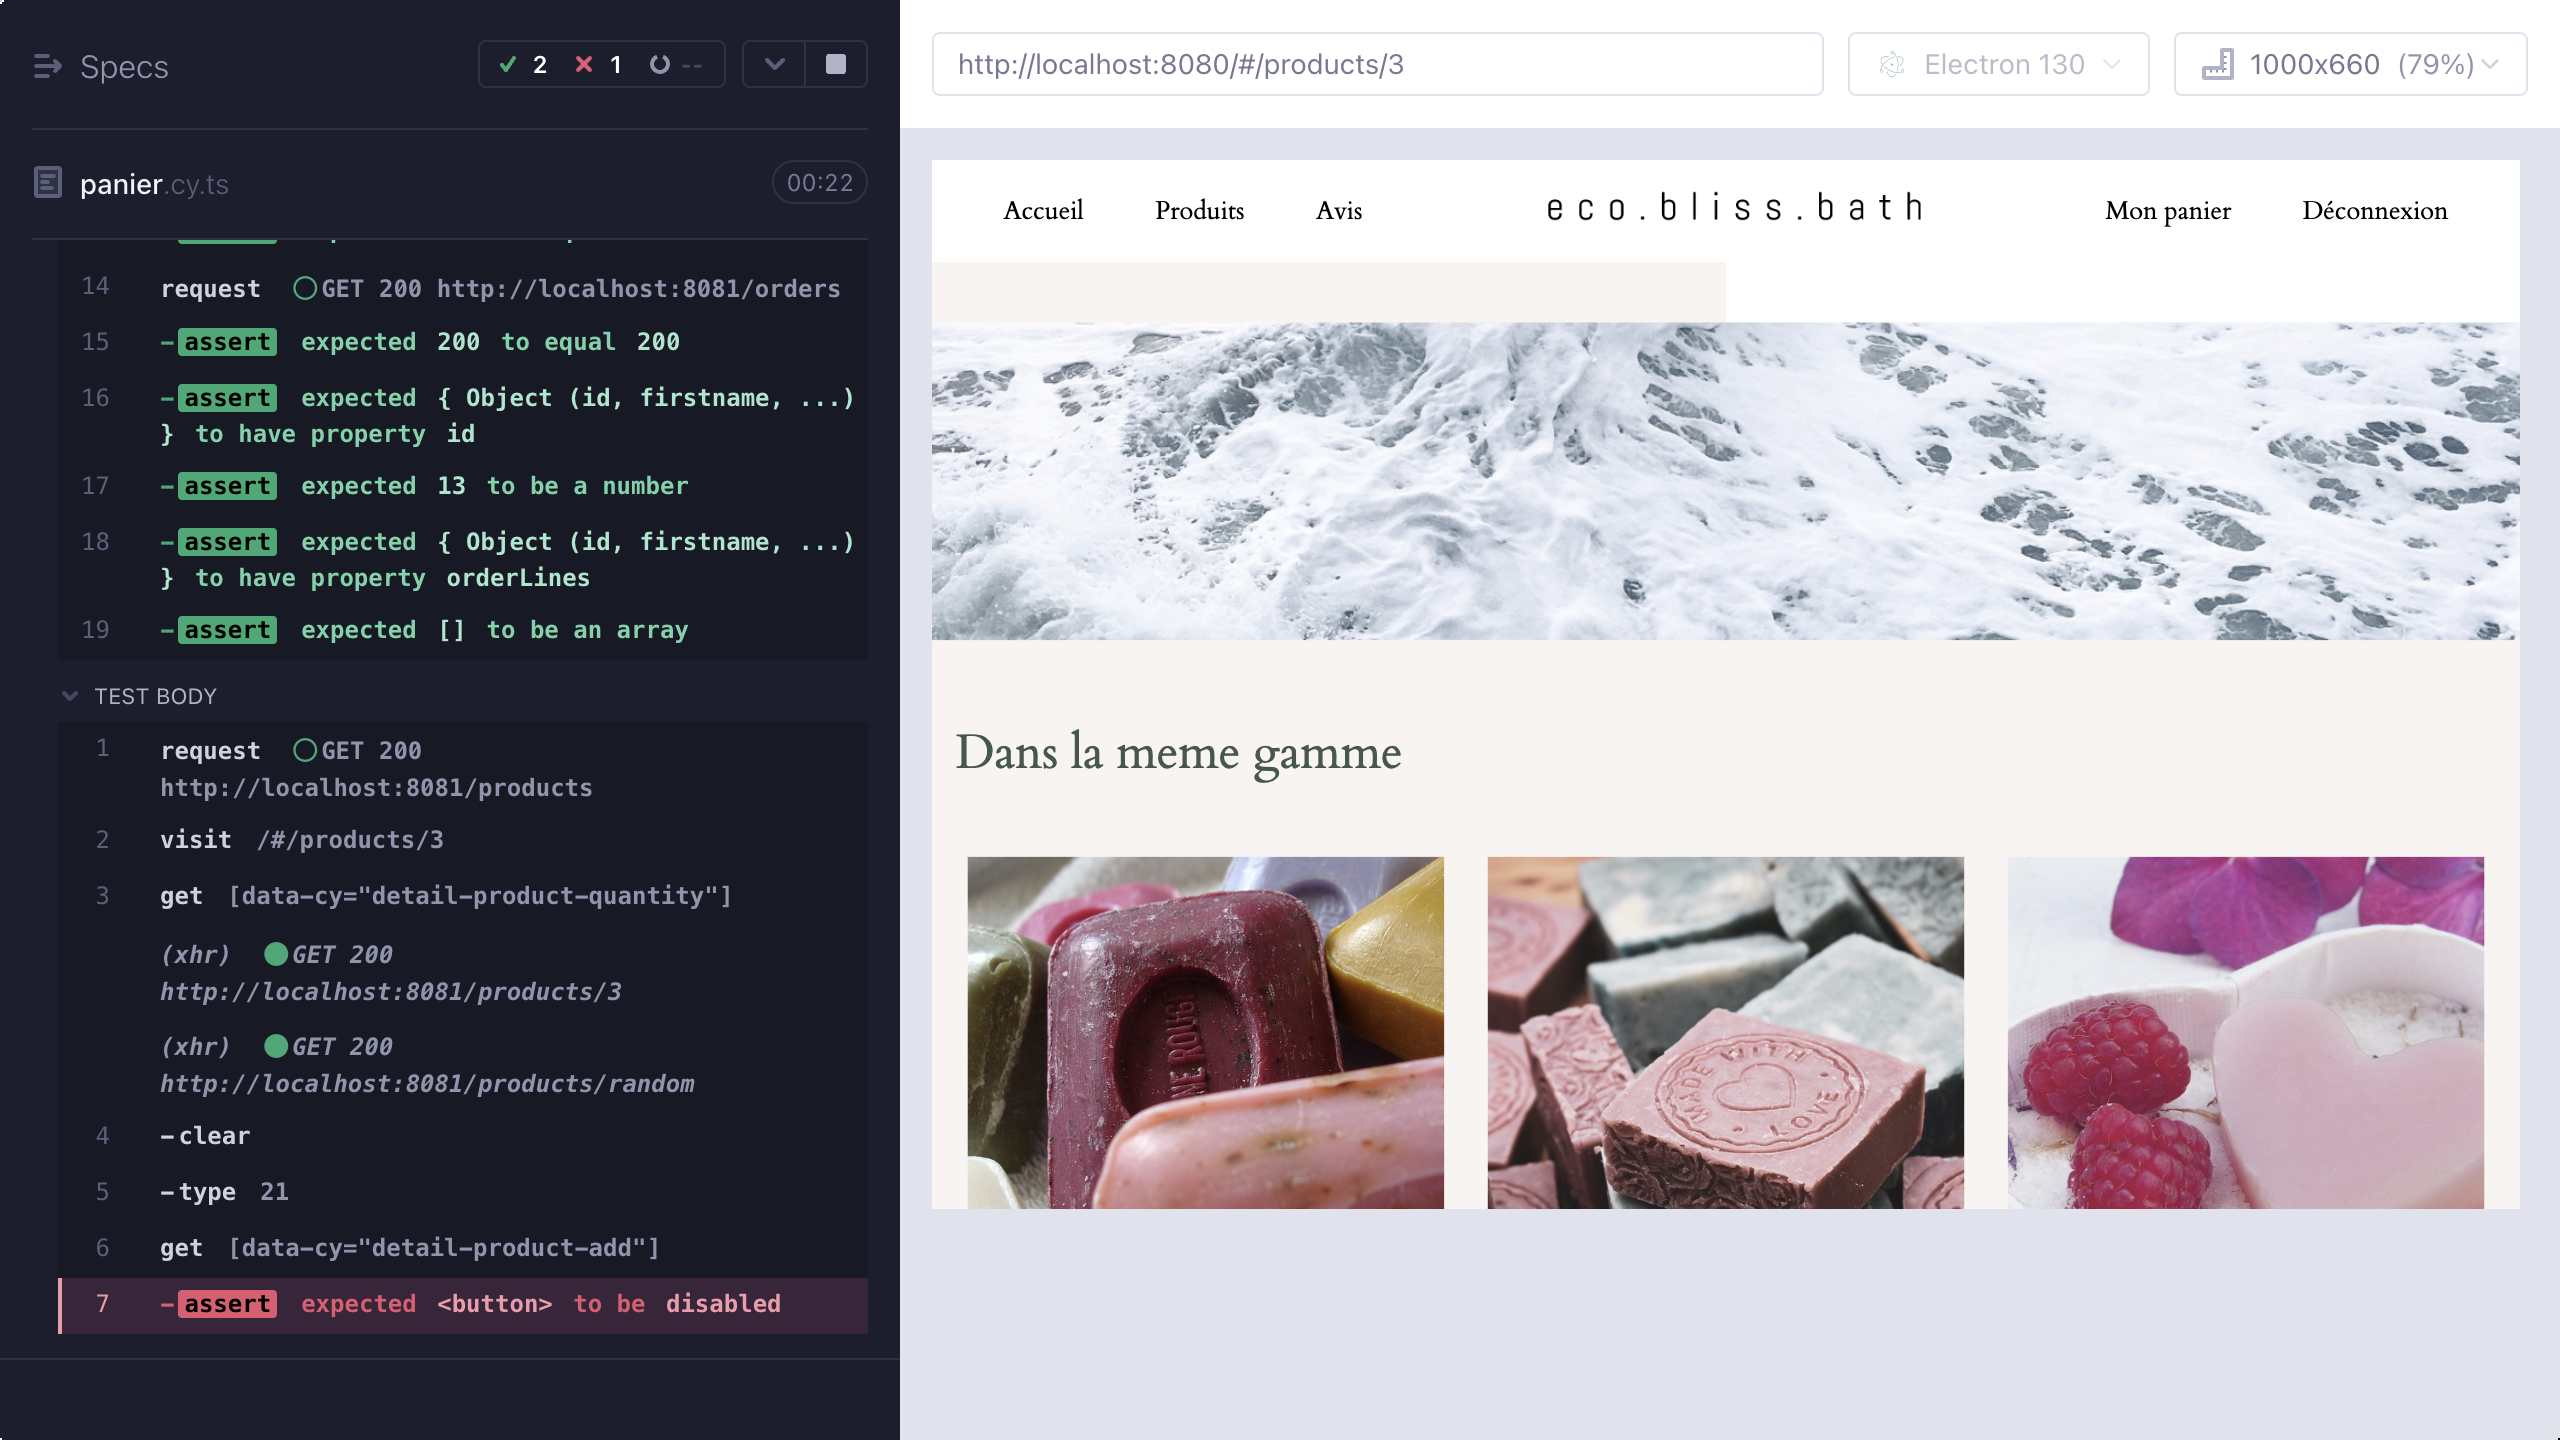 Specs
2 1 --
panier.cy.ts
00:22
14 request GET 200 http://localhost:8081/orders
15 -assert expected 200 to equal 200
16 -assert expected { Object (id, firstname, ...)
} to have property id
17 -assert expected 13 to be a number
18 -assert expected { Object (id, firstname, ...)
} to have property orderLines
19 -assert expected [] to be an array
TEST BODY
1 request GET 200
http://localhost:8081/products
2 visit /#/products/3
3 get [data-cy="detail-product-quantity"]
(xhr) GET 200
http://localhost:8081/products/3
(xhr) GET 200
http://localhost:8081/products/random
4 -clear
5 -type 21
6 get [data-cy="detail-product-add"]
7 -assert expected <button> to be disabled
http://localhost:8080/#/products/3
Electron 130
1000x660 (79%)
Accueil Produits Avis eco.bliss.bath Mon panier Déconnexion
Dans la meme gamme
MADE WITH LOVE